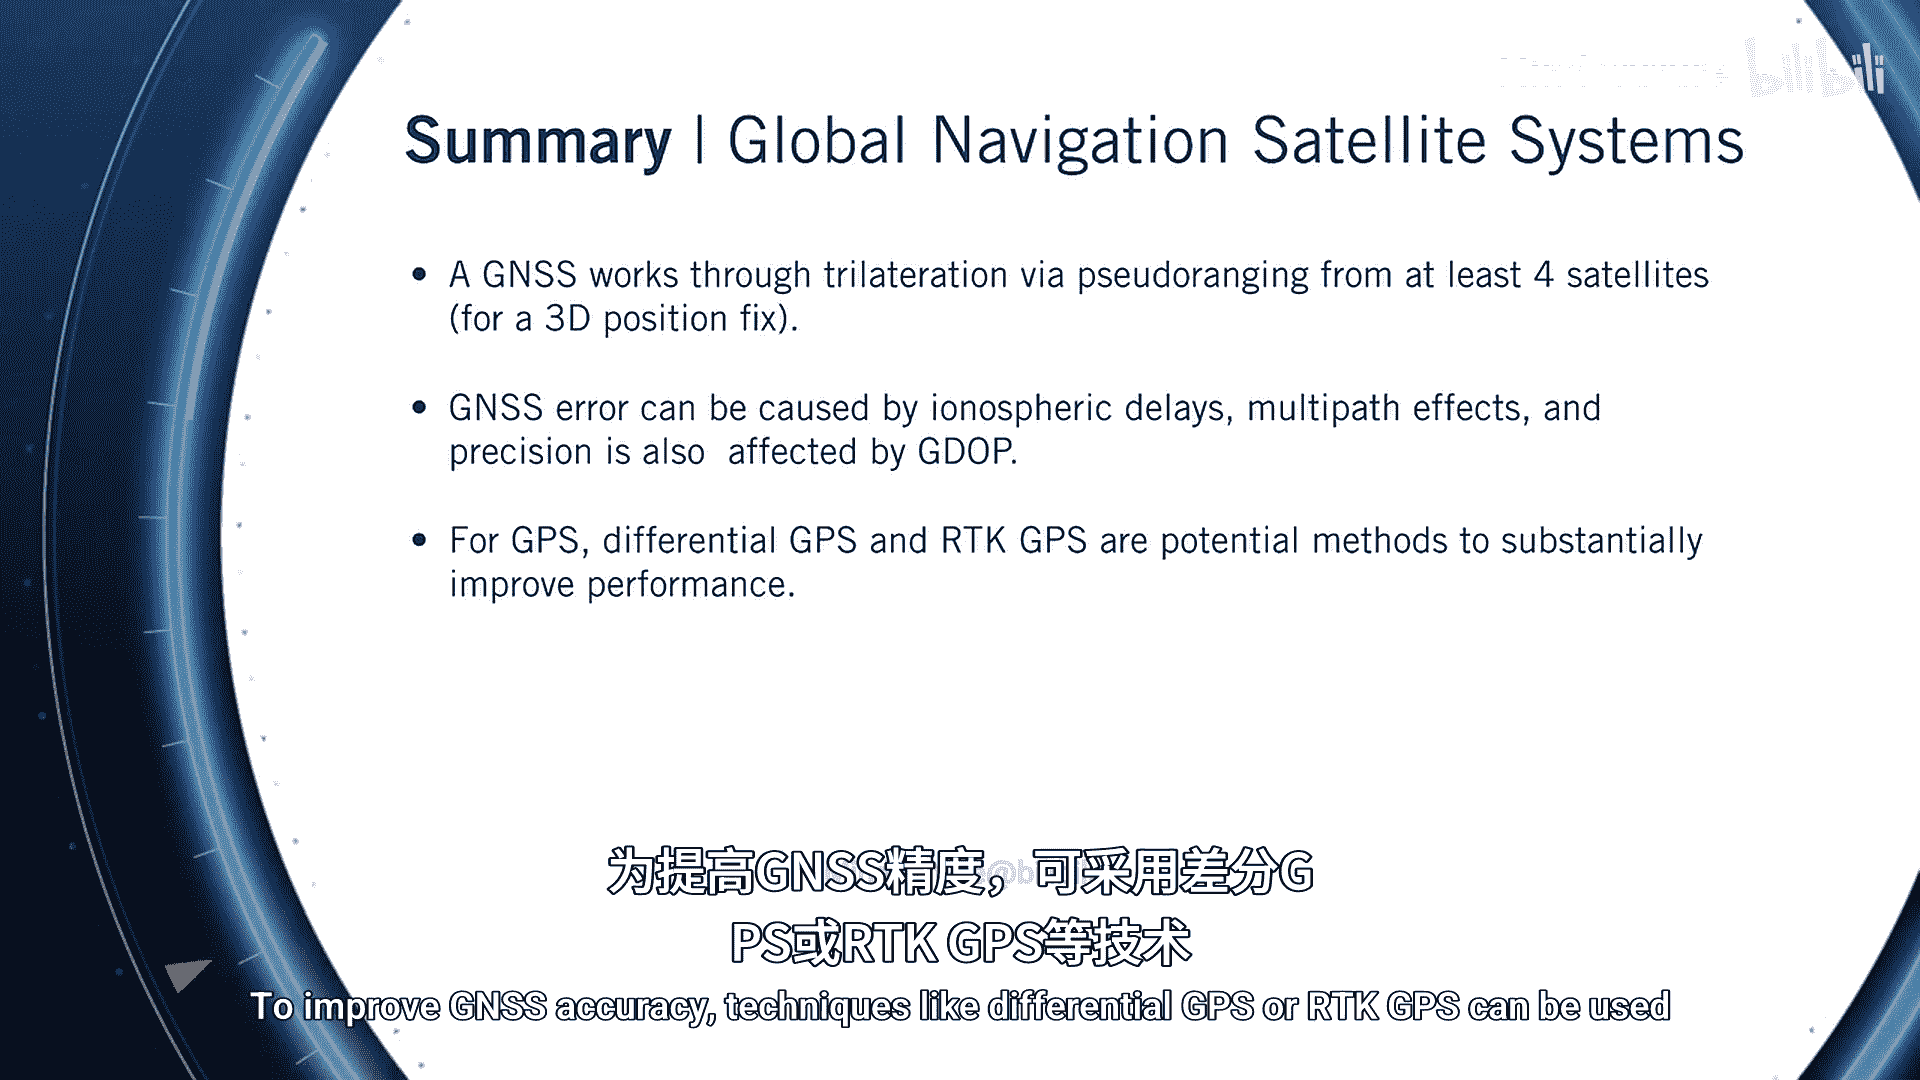 bilibili
Summary | Global Navigation Satellite Systems
• A GNSS works through trilateration via pseudoranging from at least 4 satellites
(for a 3D position fix).
• GNSS error can be caused by ionospheric delays, multipath effects, and
precision is also affected by GDOP.
• For GPS, differential GPS and RTK GPS are potential methods to substantially
improve performance.
为提高GNSS精度，可采用差分G
PS或RTK GPS等技术
To improve GNSS accuracy, techniques like differential GPS or RTK GPS can be used